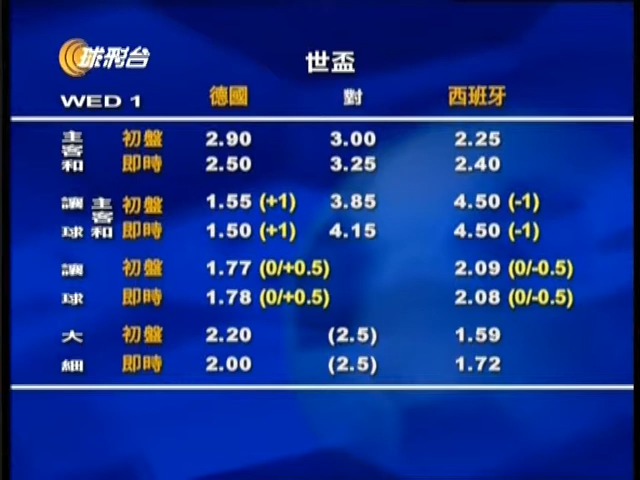 球彩台
世盃
WED 1 德國 對 西班牙
主客和 初盤 2.90 3.00 2.25
即時 2.50 3.25 2.40
讓球 主客和 初盤 1.55 (+1) 3.85 4.50 (-1)
即時 1.50 (+1) 4.15 4.50 (-1)
讓球 初盤 1.77 (0/+0.5) 2.09 (0/-0.5)
即時 1.78 (0/+0.5) 2.08 (0/-0.5)
大細 初盤 2.20 (2.5) 1.59
即時 2.00 (2.5) 1.72